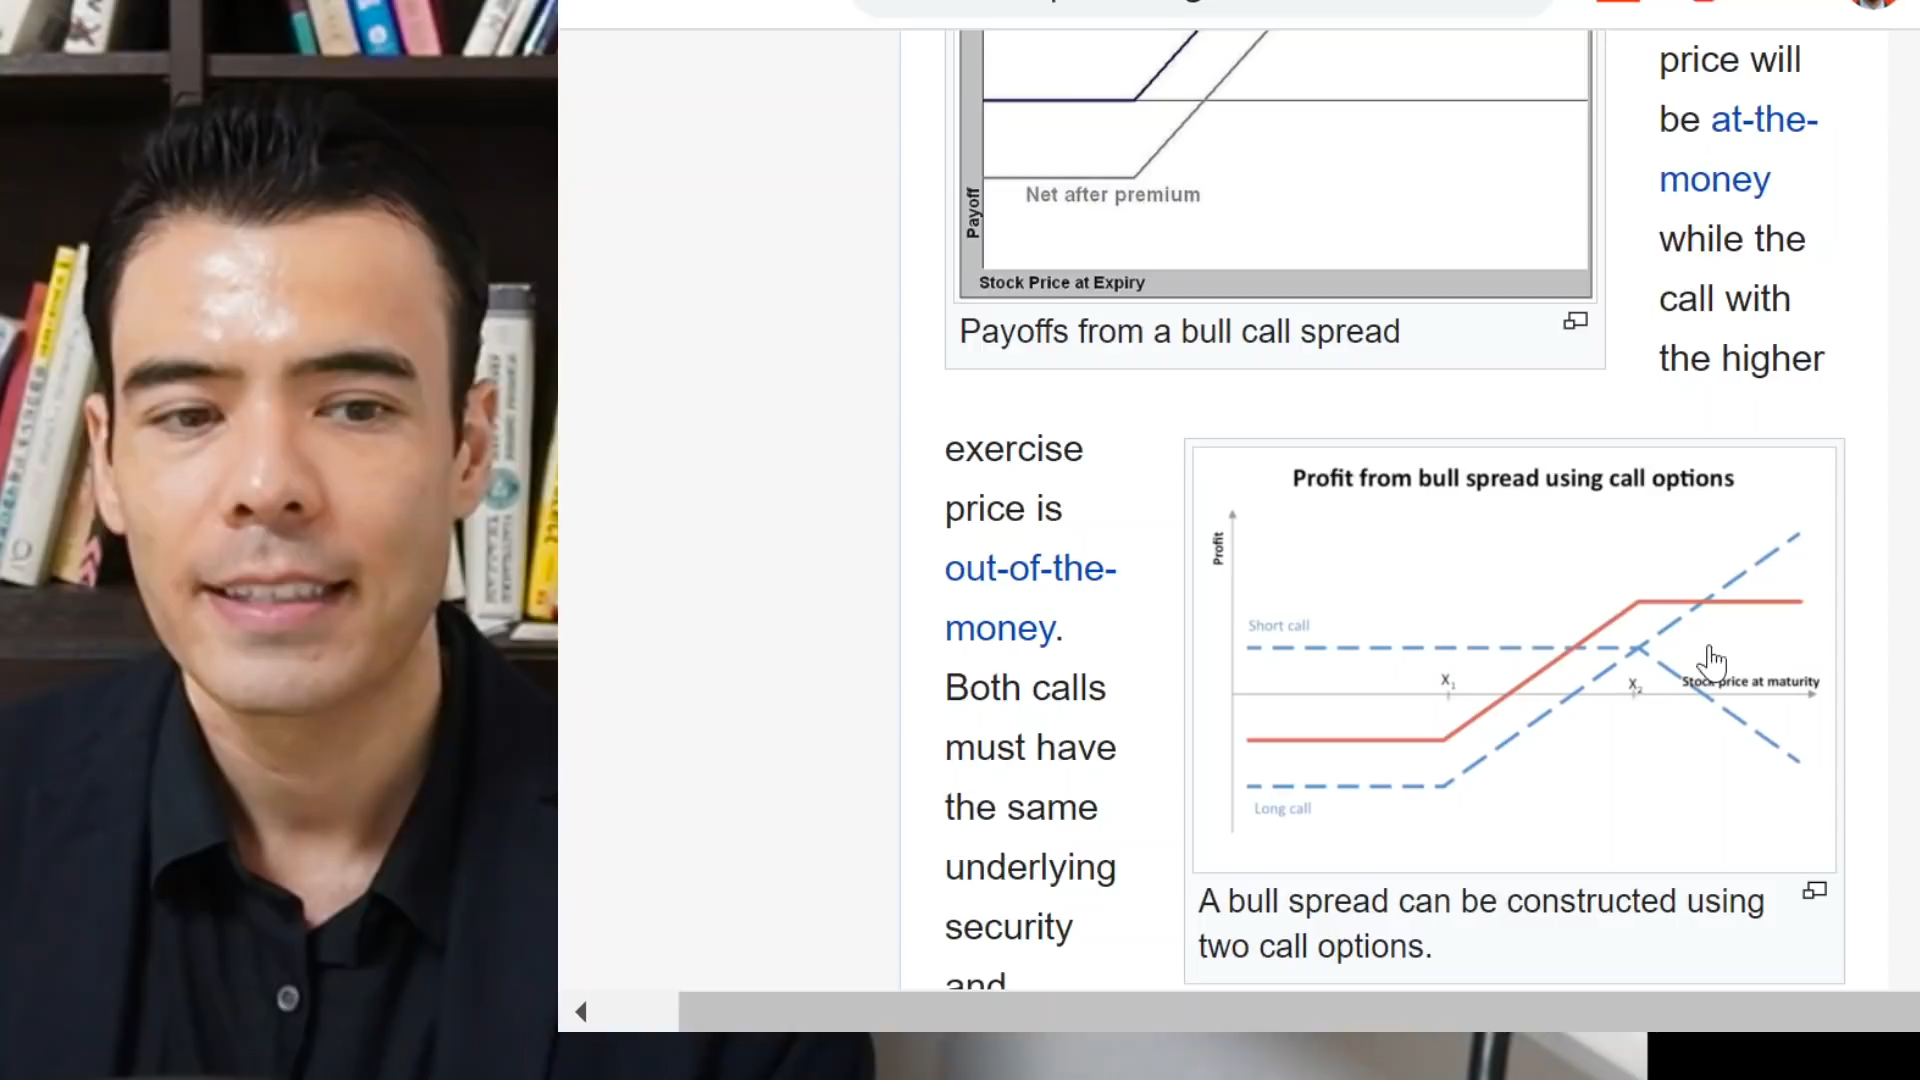 price will
be at-the-
money
while the
call with
the higher
Net after premium
Payoff
Stock Price at Expiry
Payoffs from a bull call spread
exercise
price is
out-of-the-
money.
Both calls
must have
the same
underlying
security
and
Profit from bull spread using call options
Profit
Short call
X1
X2
Stock price at maturity
Long call
A bull spread can be constructed using
two call options.